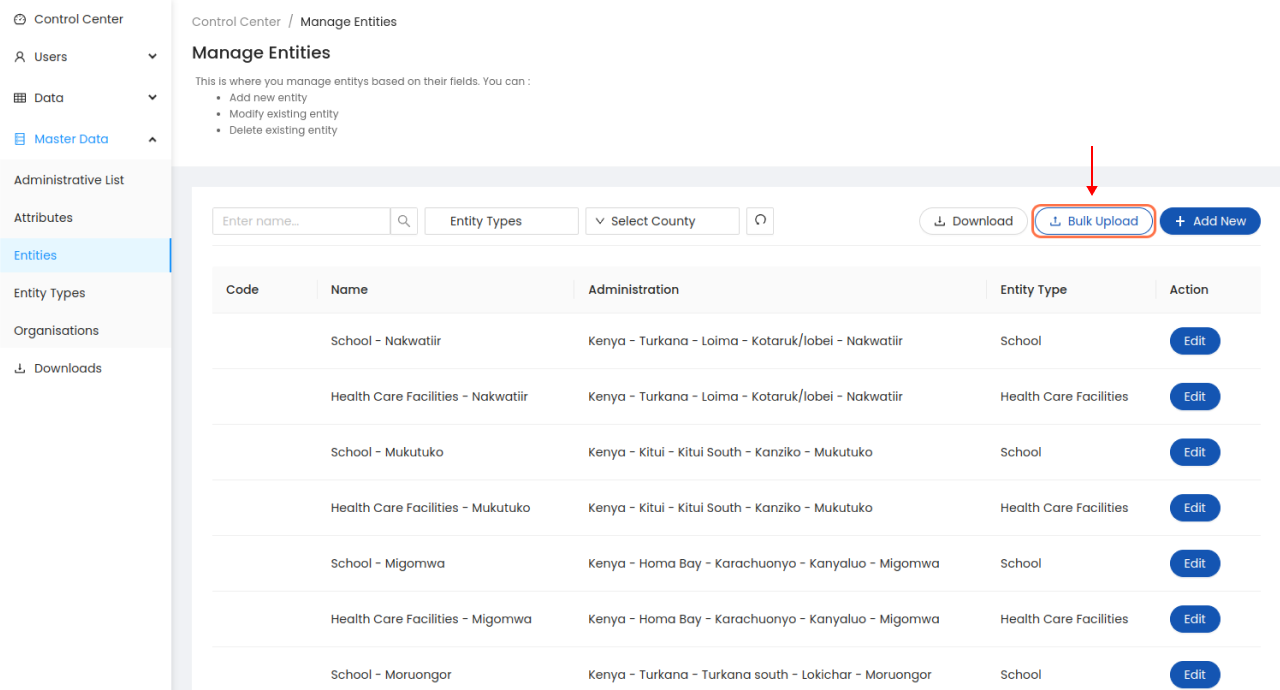 Control Center
Users
Data
Master Data
Administrative List
Attributes
Entities
Entity Types
Organisations
Downloads
Control Center / Manage Entities
Manage Entities
This is where you manage entitys based on their fields. You can :
• Add new entity
• Modify existing entity
• Delete existing entity
Enter name... Entity Types Select County Download Bulk Upload + Add New
Code Name Administration Entity Type Action
School - Nakwatiir Kenya - Turkana - Loima - Kotaruk/lobei - Nakwatiir School Edit
Health Care Facilities - Nakwatiir Kenya - Turkana - Loima - Kotaruk/lobei - Nakwatiir Health Care Facilities Edit
School - Mukutuko Kenya - Kitui - Kitui South - Kanziko - Mukutuko School Edit
Health Care Facilities - Mukutuko Kenya - Kitui - Kitui South - Kanziko - Mukutuko Health Care Facilities Edit
School - Migomwa Kenya - Homa Bay - Karachuonyo - Kanyaluo - Migomwa School Edit
Health Care Facilities - Migomwa Kenya - Homa Bay - Karachuonyo - Kanyaluo - Migomwa Health Care Facilities Edit
School - Moruongor Kenya - Turkana - Turkana south - Lokichar - Moruongor School Edit